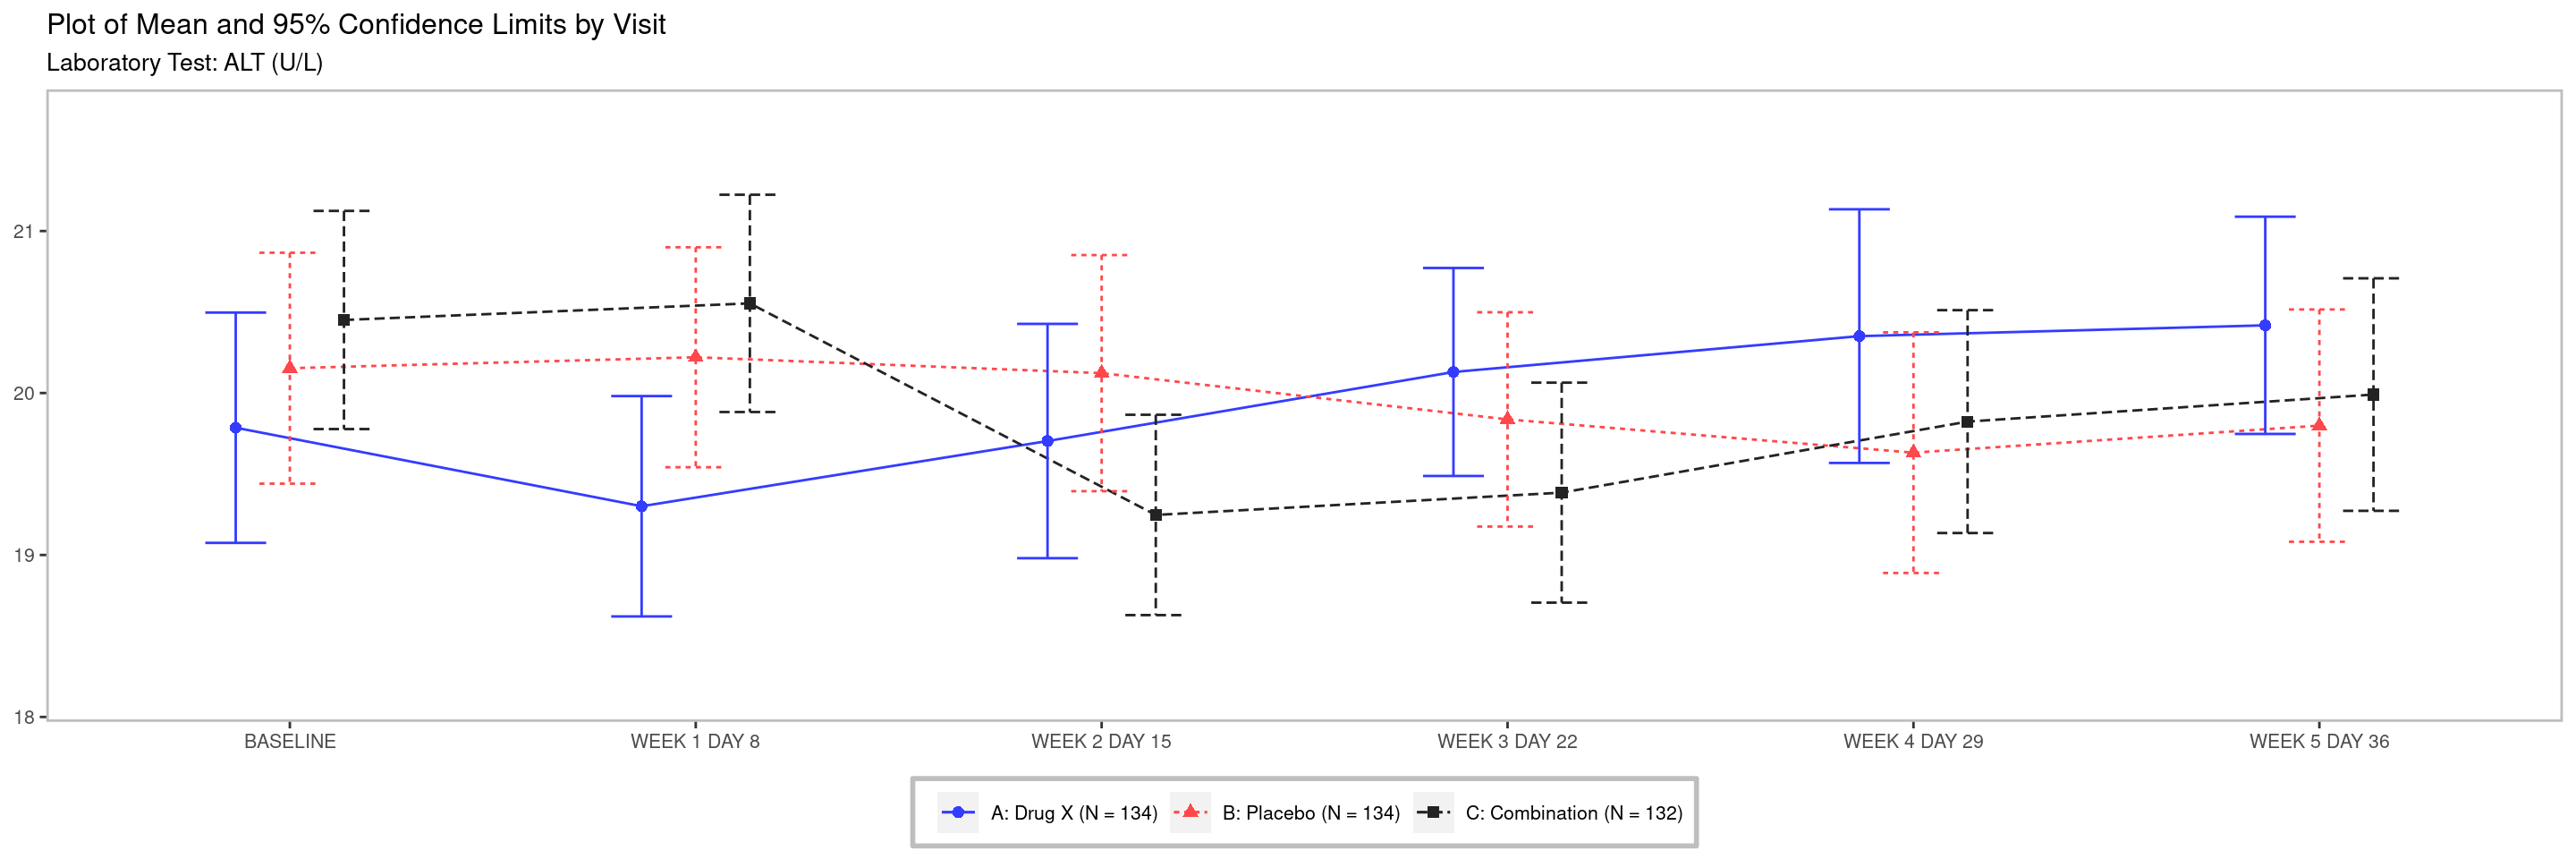 Plot of Mean and 95% Confidence Limits by Visit
Laboratory Test: ALT (U/L)
21
20
19
18
BASELINE WEEK 1 DAY 8 WEEK 2 DAY 15 WEEK 3 DAY 22 WEEK 4 DAY 29 WEEK 5 DAY 36
A: Drug X (N = 134) B: Placebo (N = 134) C: Combination (N = 132)